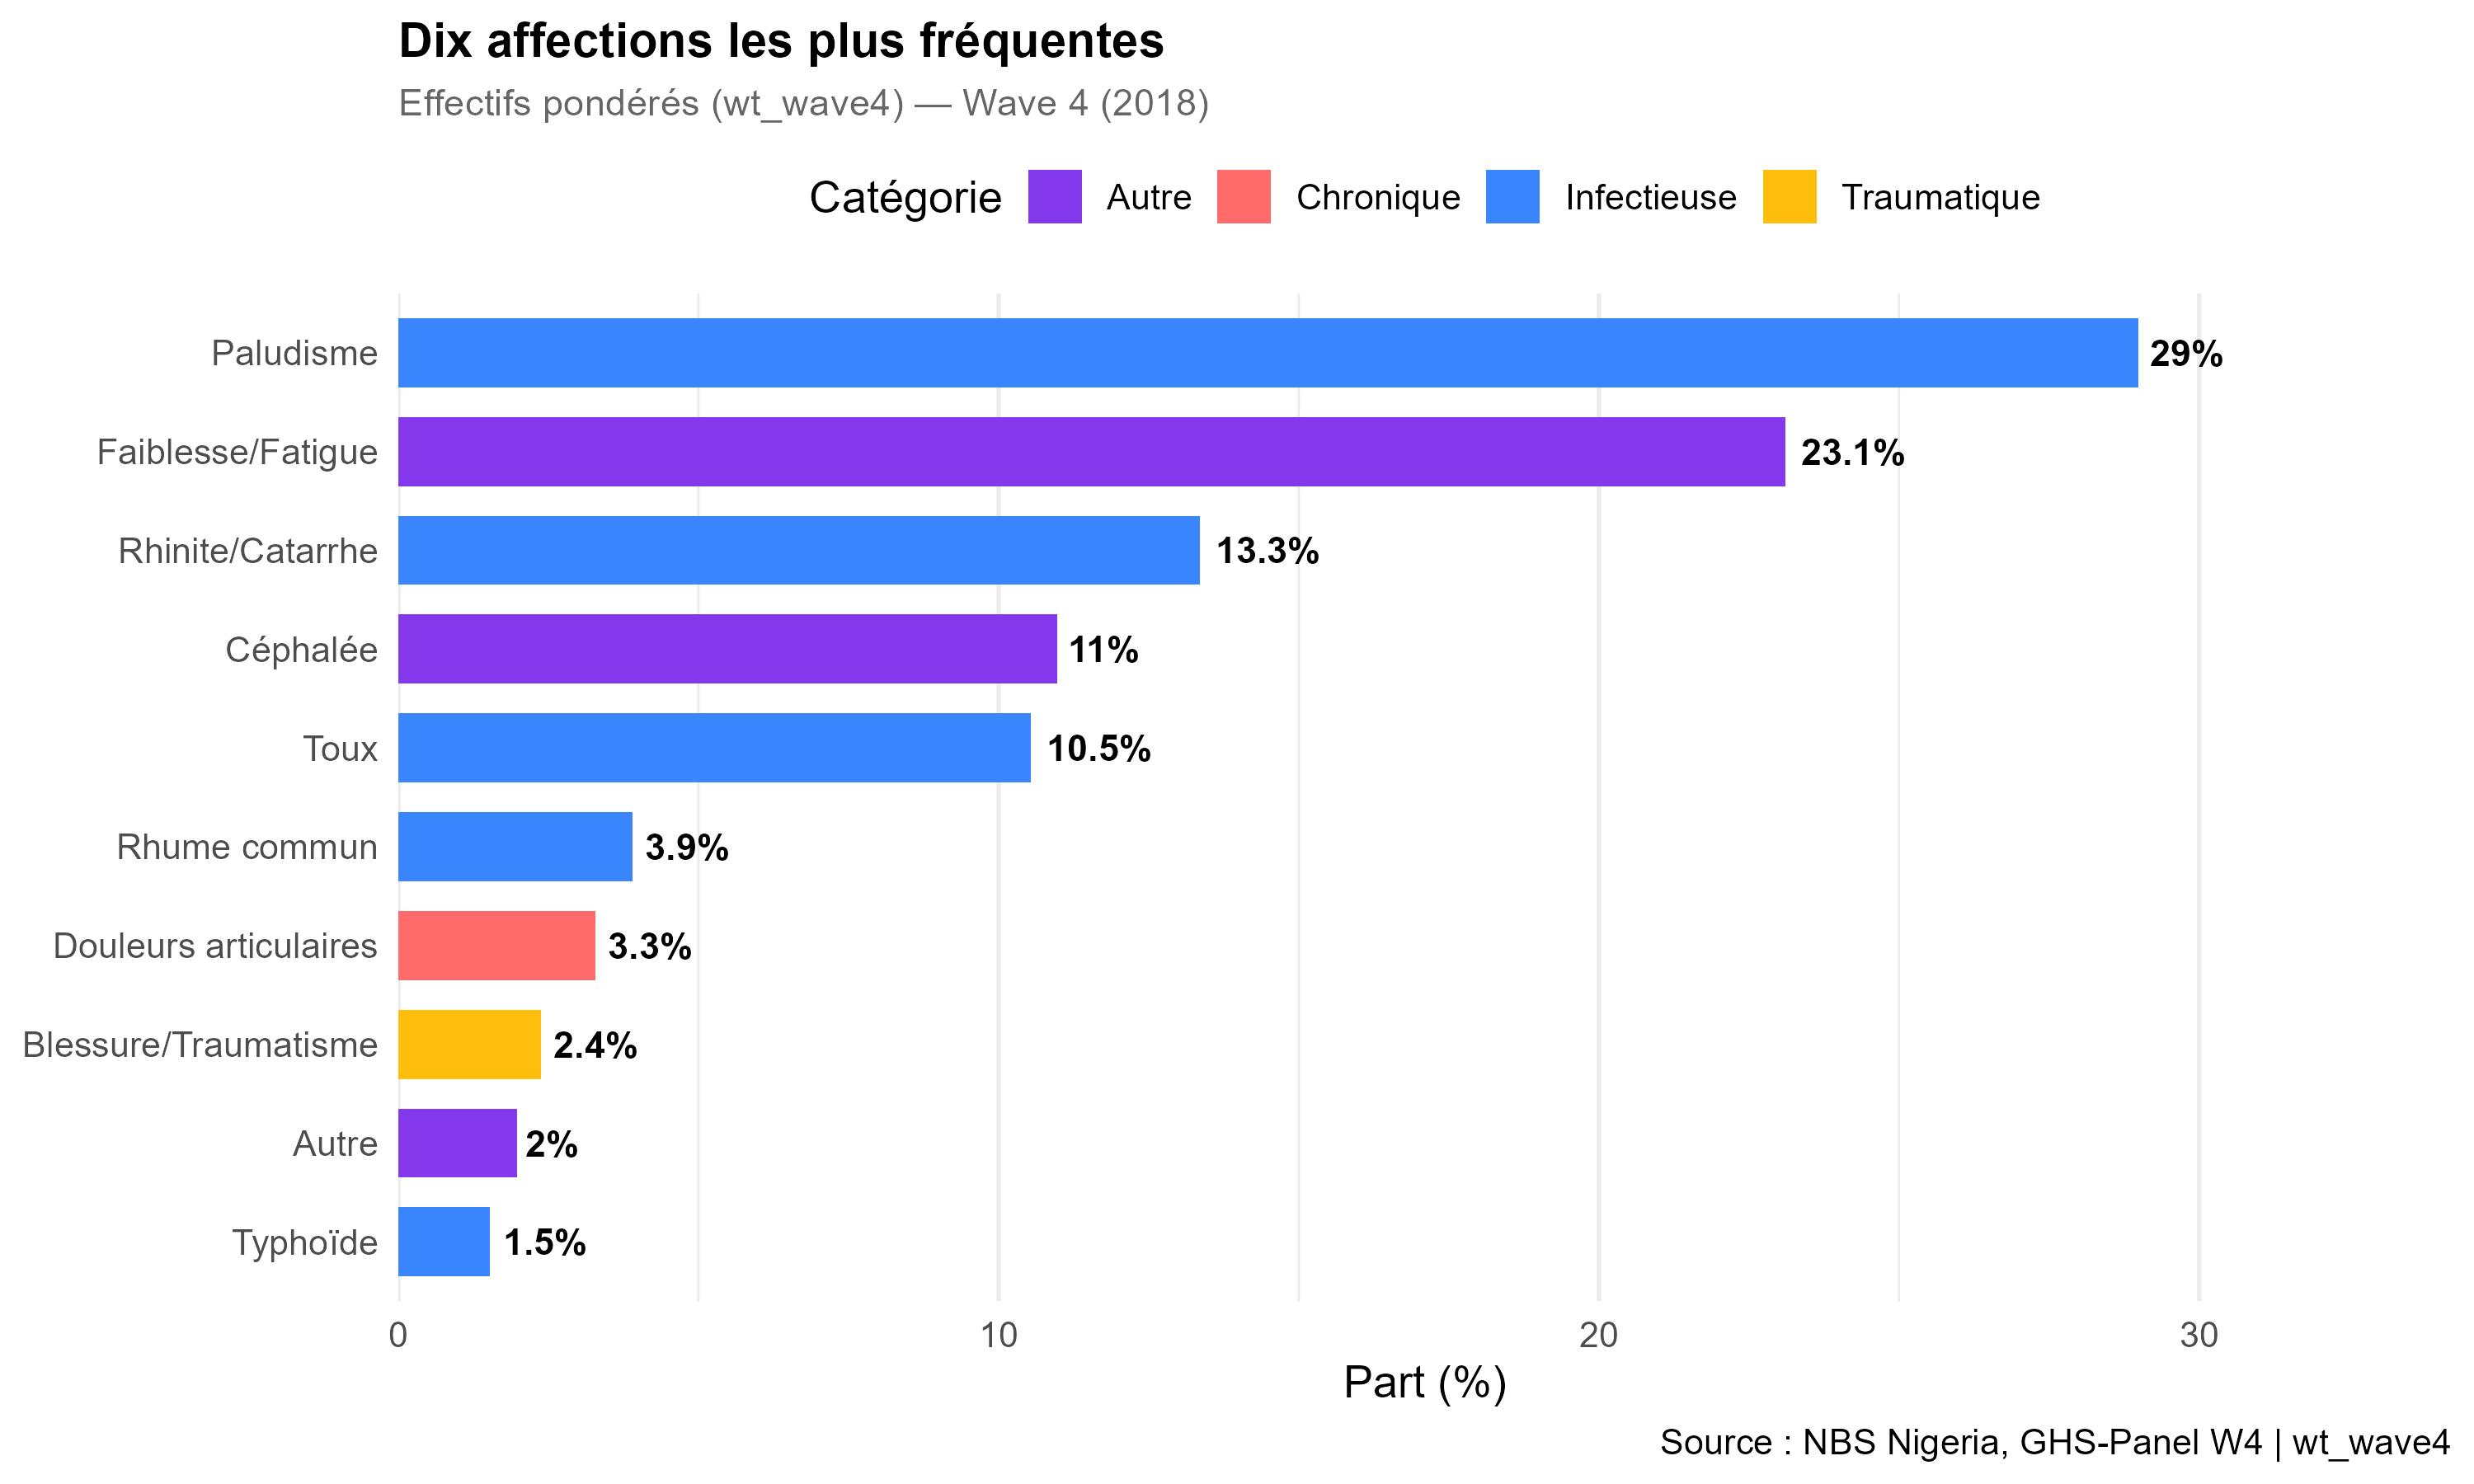 Dix affections les plus fréquentes
Effectifs pondérés (wt_wave4) — Wave 4 (2018)
Catégorie Autre Chronique Infectieuse Traumatique
Paludisme 29%
Faiblesse/Fatigue 23.1%
Rhinite/Catarrhe 13.3%
Céphalée 11%
Toux 10.5%
Rhume commun 3.9%
Douleurs articulaires 3.3%
Blessure/Traumatisme 2.4%
Autre 2%
Typhoïde 1.5%
0 10 20 30
Part (%)
Source : NBS Nigeria, GHS-Panel W4 | wt_wave4